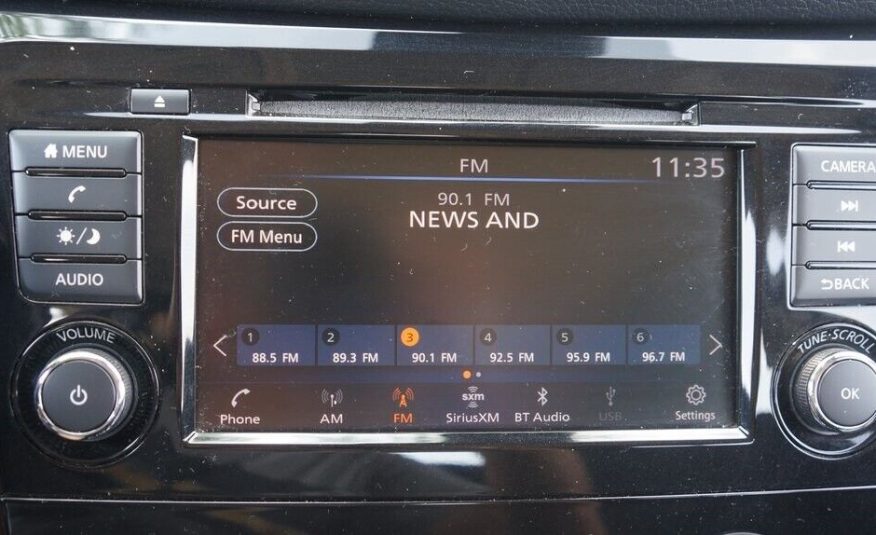 MENU
AUDIO
VOLUME
FM
11:35
Source
90.1 FM
NEWS AND
FM Menu
1 2 3 4 5 6
88.5 FM 89.3 FM 90.1 FM 92.5 FM 95.9 FM 96.7 FM
Phone AM FM sxm SiriusXM BT Audio USB Settings
CAMERA
BACK
TUNE·SCROLL
OK